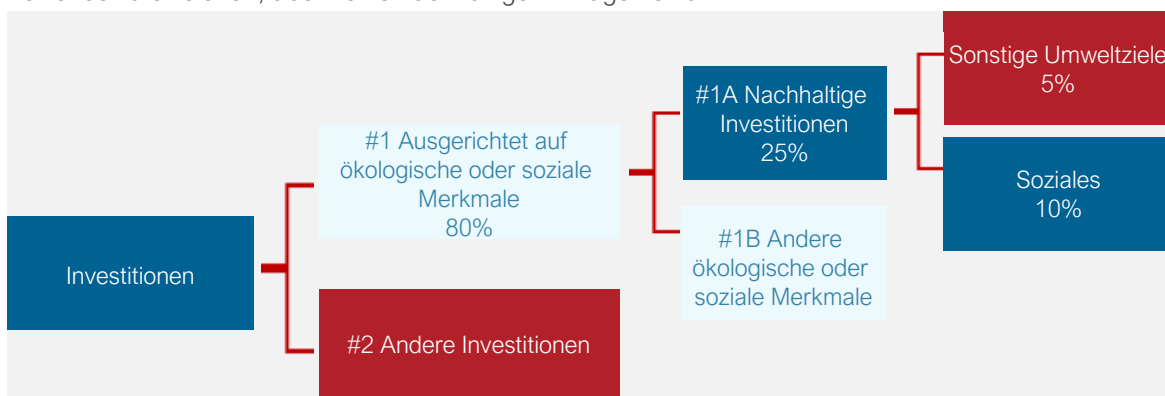 Investitionen
#1 Ausgerichtet auf
ökologische oder soziale
Merkmale
80%
#2 Andere Investitionen
#1A Nachhaltige
Investitionen
25%
#1B Andere
ökologische oder
soziale Merkmale
Sonstige Umweltziele
5%
Soziales
10%